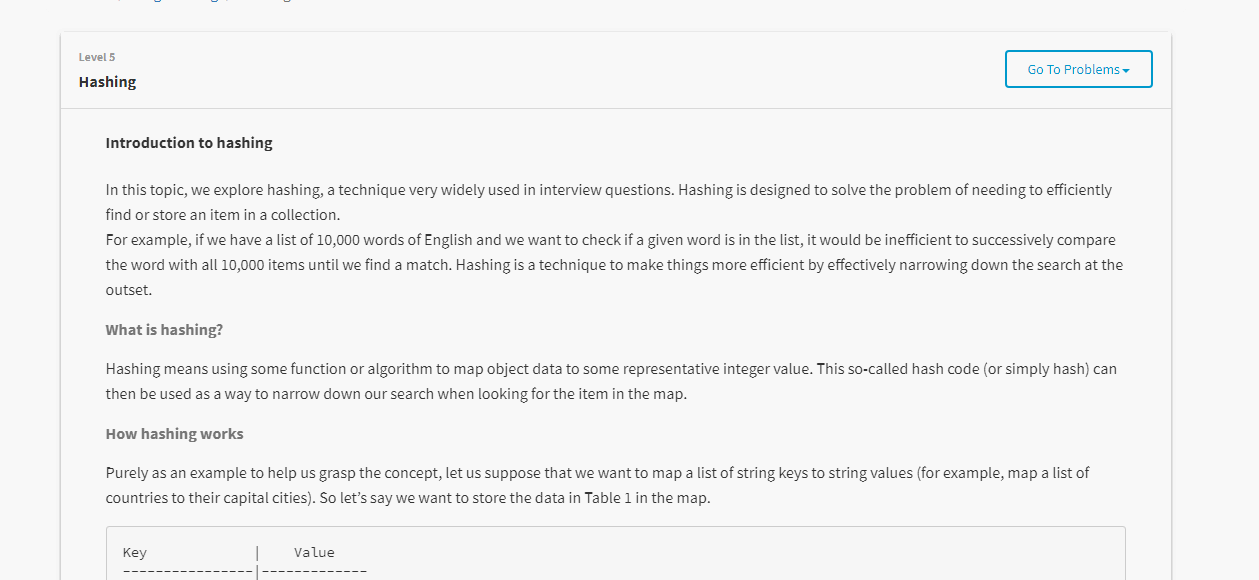 Level 5
Hashing
Go To Problems
Introduction to hashing
In this topic, we explore hashing, a technique very widely used in interview questions. Hashing is designed to solve the problem of needing to efficiently
find or store an item in a collection.
For example, if we have a list of 10,000 words of English and we want to check if a given word is in the list, it would be inefficient to successively compare
the word with all 10,000 items until we find a match. Hashing is a technique to make things more efficient by effectively narrowing down the search at the
outset.
What is hashing?
Hashing means using some function or algorithm to map object data to some representative integer value. This so-called hash code (or simply hash) can
then be used as a way to narrow down our search when looking for the item in the map.
How hashing works
Purely as an example to help us grasp the concept, let us suppose that we want to map a list of string keys to string values (for example, map a list of
countries to their capital cities). So let’s say we want to store the data in Table 1 in the map.
Key | Value
----------------|-------------